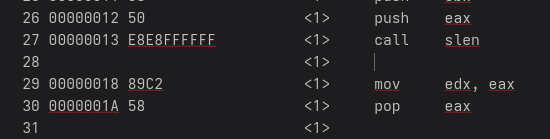 26 00000012 50 <1> push eax
27 00000013 E8E8FFFFFF <1> call slen
28 <1>
29 00000018 89C2 <1> mov edx, eax
30 0000001A 58 <1> pop eax
31 <1>